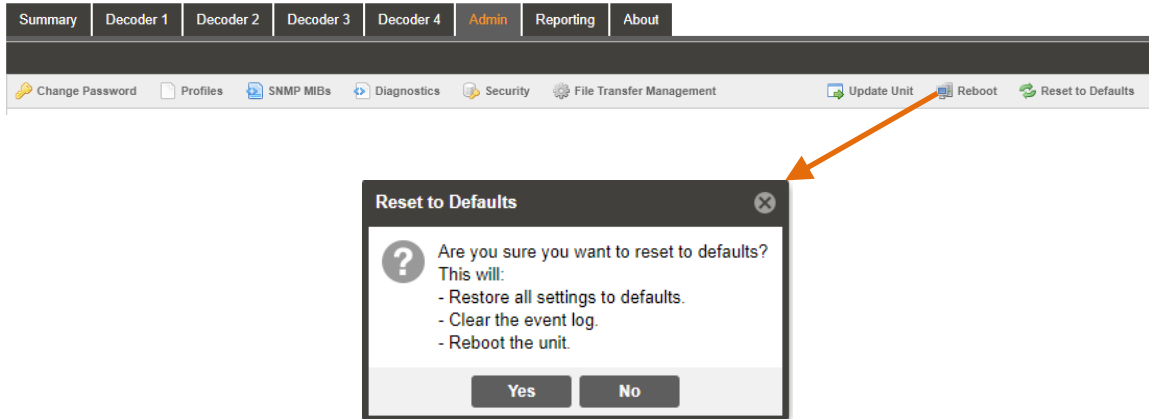 Summary Decoder 1 Decoder 2 Decoder 3 Decoder 4 Admin Reporting About
Change Password Profiles SNMP MIBs Diagnostics Security File Transfer Management Update Unit Reboot Reset to Defaults
Reset to Defaults
Are you sure you want to reset to defaults?
This will:
- Restore all settings to defaults.
- Clear the event log.
- Reboot the unit.
Yes No